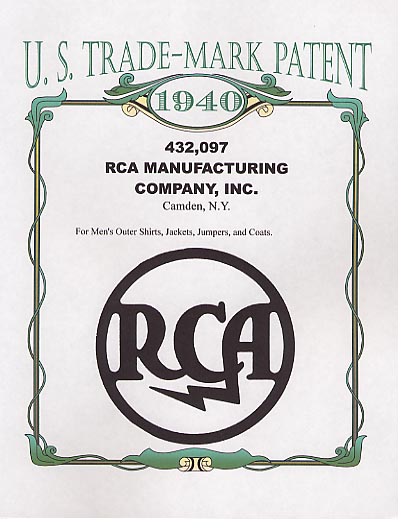 U. S. TRADE-MARK PATENT
1940
432,097
RCA MANUFACTURING
COMPANY, INC.
Camden, N.Y.
For Men's Outer Shirts, Jackets, Jumpers, and Coats.
RCA